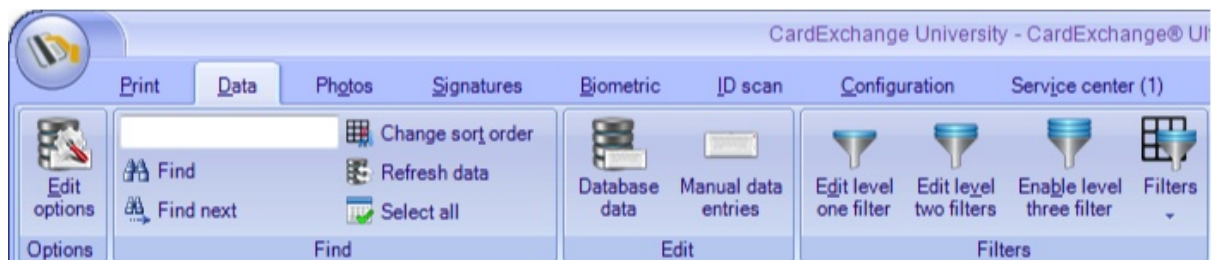 CardExchange University - CardExchange® Ul
Print Data Photos Signatures Biometric ID scan Configuration Service center (1)
Edit options
Find
Find next
Change sort order
Refresh data
Select all
Database data
Manual data entries
Edit level one filter
Edit level two filters
Enable level three filter
Filters
Options Find Edit Filters